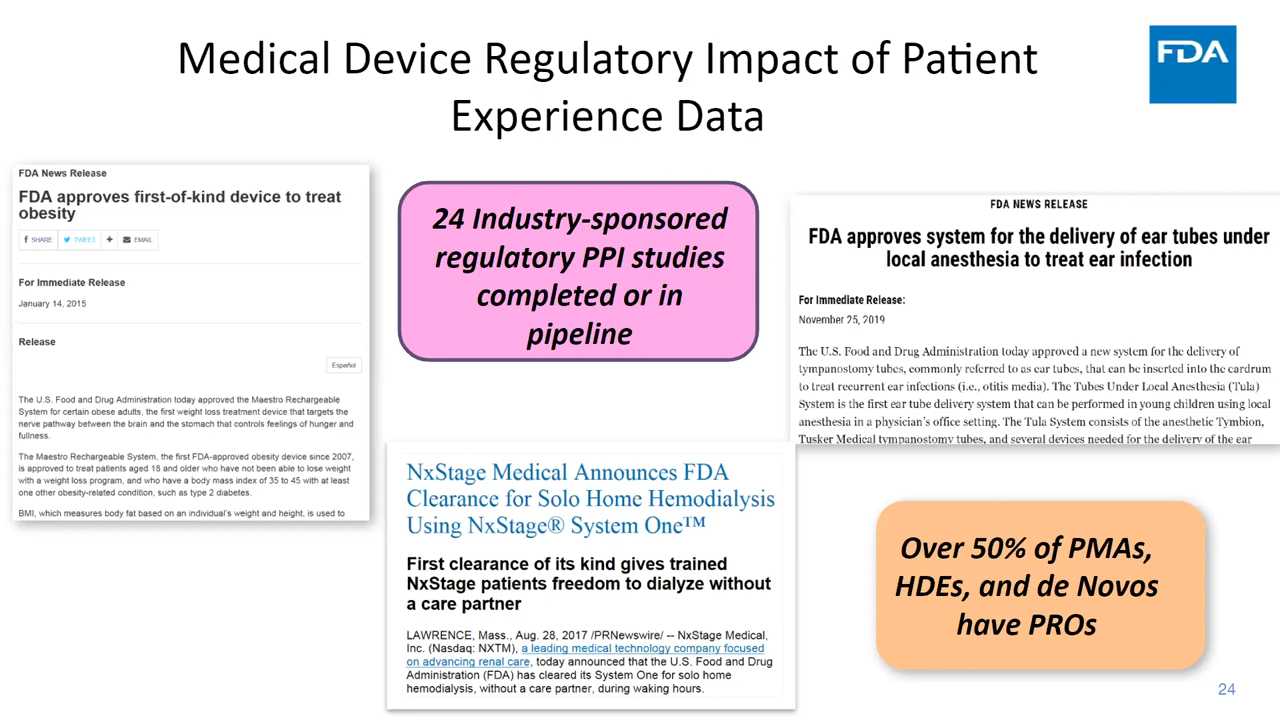 Medical Device Regulatory Impact of Patient
Experience Data
FDA
FDA News Release
FDA approves first-of-kind device to treat
obesity
SHARE TWEET EMAIL
For Immediate Release
January 14, 2015
Release
Español
The U.S. Food and Drug Administration today approved the Maestro Rechargeable
System for certain obese adults, the first weight loss treatment device that targets the
nerve pathway between the brain and the stomach that controls feelings of hunger and
fullness.
The Maestro Rechargeable System, the first FDA-approved obesity device since 2007,
is approved to treat patients aged 18 and older who have not been able to lose weight
with a weight loss program, and who have a body mass index of 35 to 45 with at least
one other obesity-related condition, such as type 2 diabetes.
BMI, which measures body fat based on an individual's weight and height, is used to
24 Industry-sponsored
regulatory PPI studies
completed or in
pipeline
FDA NEWS RELEASE
FDA approves system for the delivery of ear tubes under
local anesthesia to treat ear infection
For Immediate Release:
November 25, 2019
The U.S. Food and Drug Administration today approved a new system for the delivery of
tympanostomy tubes, commonly referred to as ear tubes, that can be inserted into the eardrum
to treat recurrent ear infections (i.e., otitis media). The Tubes Under Local Anesthesia (Tula)
System is the first ear tube delivery system that can be performed in young children using local
anesthesia in a physician's office setting. The Tula System consists of the anesthetic Tymbion,
Tusker Medical tympanostomy tubes, and several devices needed for the delivery of the ear
NxStage Medical Announces FDA
Clearance for Solo Home Hemodialysis
Using NxStage® System One™
First clearance of its kind gives trained
NxStage patients freedom to dialyze without
a care partner
LAWRENCE, Mass., Aug. 28, 2017 /PRNewswire/ -- NxStage Medical,
Inc. (Nasdaq: NXTM), a leading medical technology company focused
on advancing renal care, today announced that the U.S. Food and Drug
Administration (FDA) has cleared its System One for solo home
hemodialysis, without a care partner, during waking hours.
Over 50% of PMAs,
HDEs, and de Novos
have PROs
24